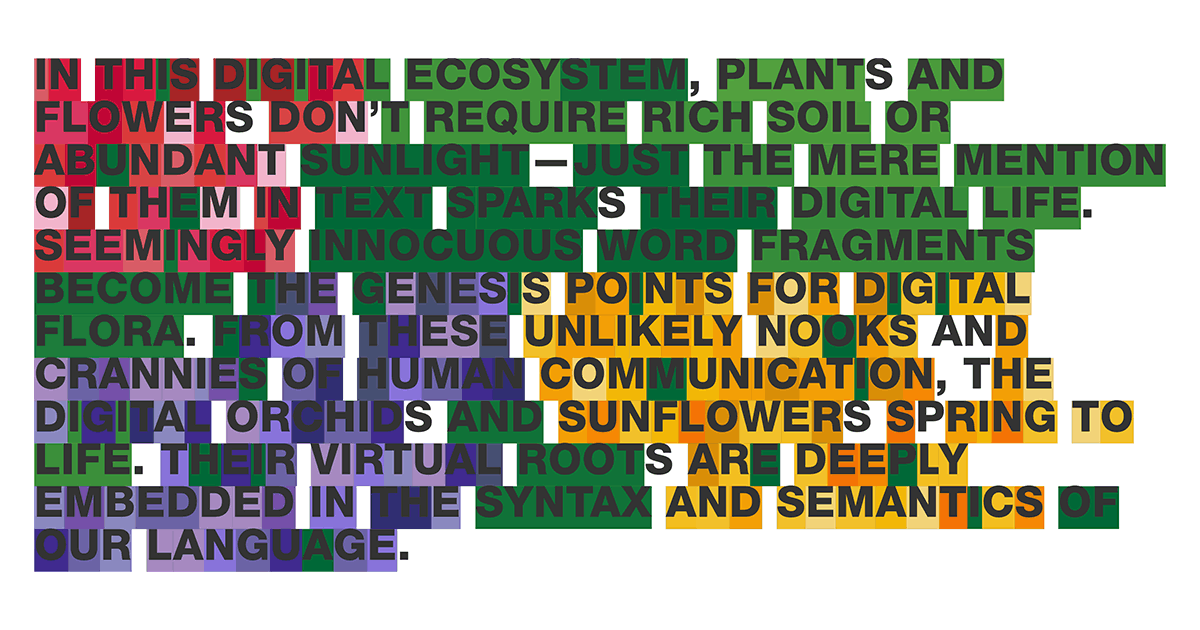 IN THIS DIGITAL ECOSYSTEM, PLANTS AND
FLOWERS DON’T REQUIRE RICH SOIL OR
ABUNDANT SUNLIGHT—JUST THE MERE MENTION
OF THEM IN TEXT SPARKS THEIR DIGITAL LIFE.
SEEMINGLY INNOCUOUS WORD FRAGMENTS
BECOME THE GENESIS POINTS FOR DIGITAL
FLORA. FROM THESE UNLIKELY NOOKS AND
CRANNIES OF HUMAN COMMUNICATION, THE
DIGITAL ORCHIDS AND SUNFLOWERS SPRING TO
LIFE. THEIR VIRTUAL ROOTS ARE DEEPLY
EMBEDDED IN THE SYNTAX AND SEMANTICS OF
OUR LANGUAGE.